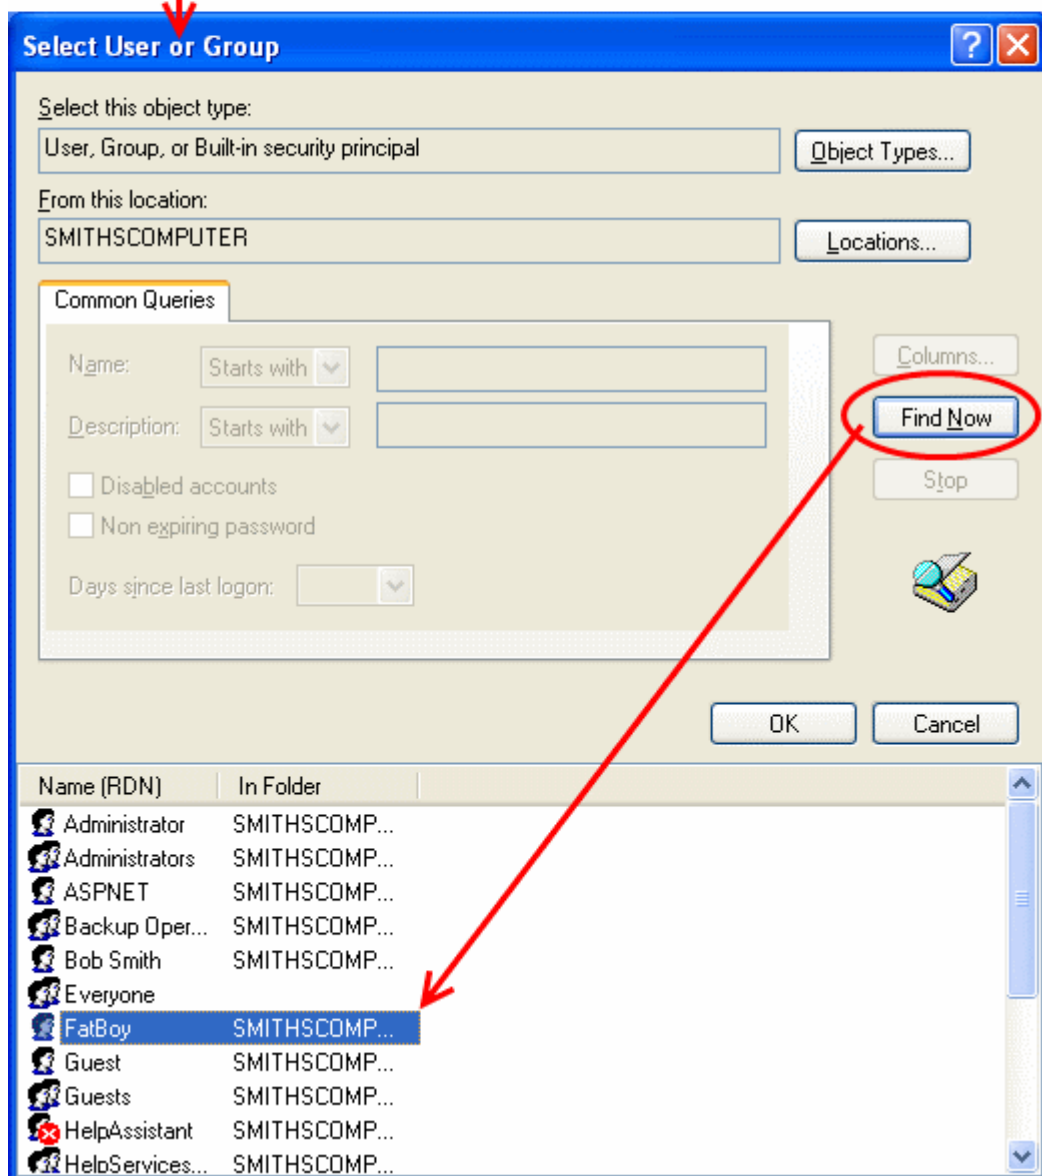 Select User or Group
Select this object type:
User, Group, or Built-in security principal
Object Types...
From this location:
SMITHSCOMPUTER
Locations...
Common Queries
Name:
Starts with
Columns...
Description:
Starts with
Find Now
Disabled accounts
Stop
Non expiring password
Days since last logon:
OK
Cancel
Name (RDN) In Folder
Administrator SMITHSCOMP...
Administrators SMITHSCOMP...
ASPNET SMITHSCOMP...
Backup Oper... SMITHSCOMP...
Bob Smith SMITHSCOMP...
Everyone
FatBoy SMITHSCOMP...
Guest SMITHSCOMP...
Guests SMITHSCOMP...
HelpAssistant SMITHSCOMP...
HelpServices... SMITHSCOMP...